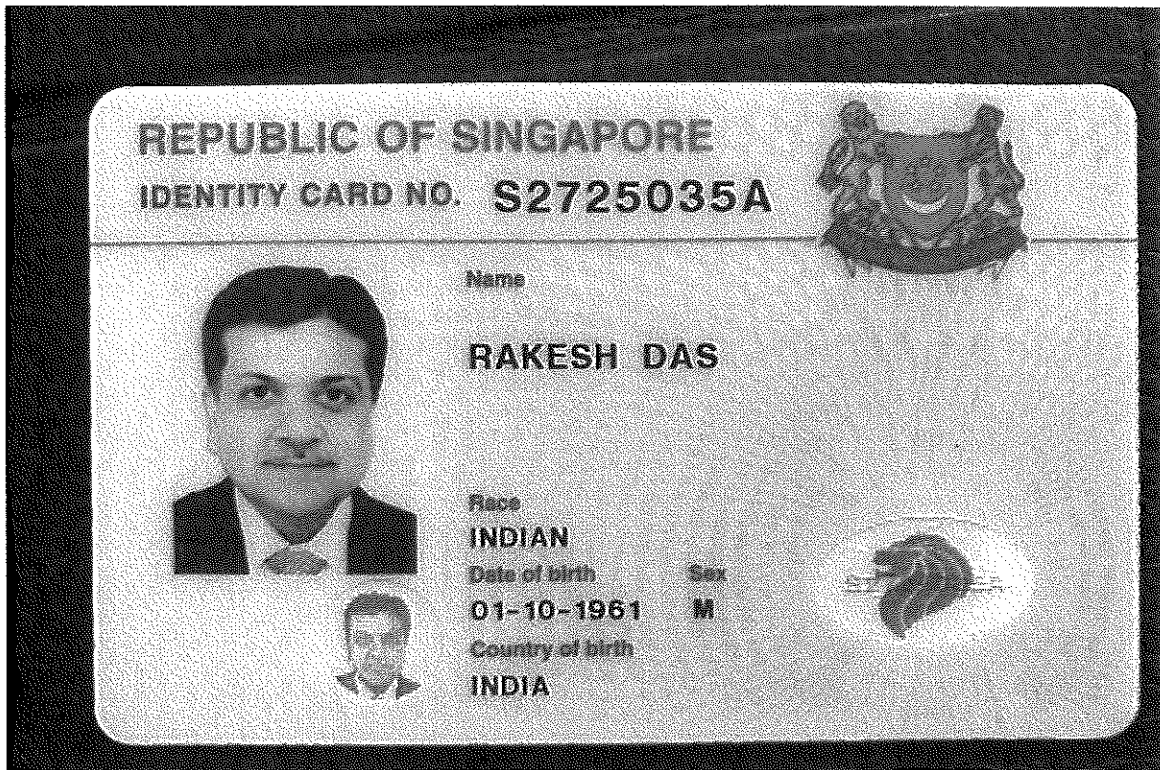 REPUBLIC OF SINGAPORE
IDENTITY CARD NO. S2725035A
Name
RAKESH DAS
Race
INDIAN
Date of birth Sex
01-10-1961 M
Country of birth
INDIA